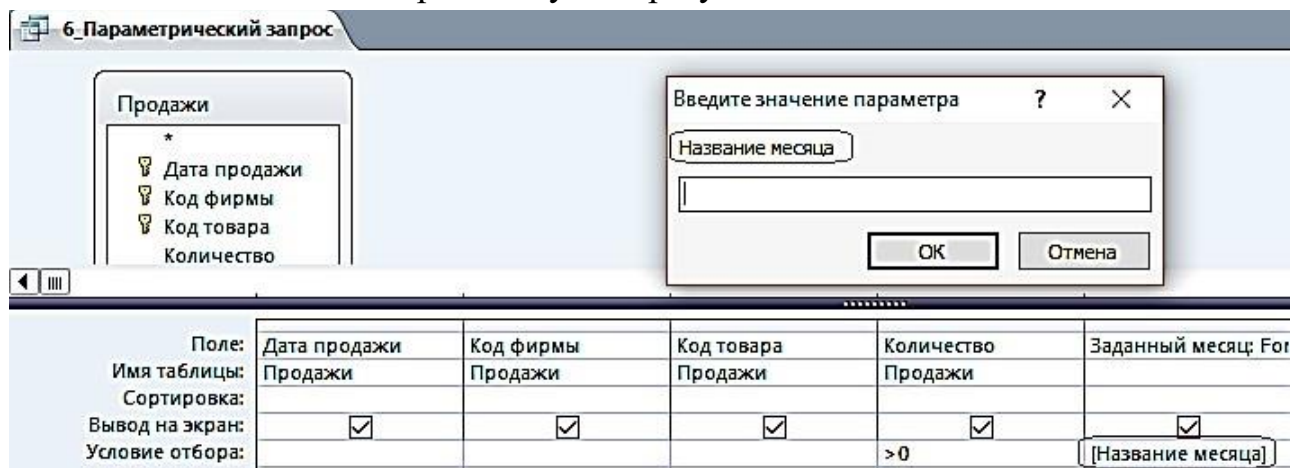 6_Параметрический запрос
Продажи
*
Дата продажи
Код фирмы
Код товара
Количество
Введите значение параметра ? ×
Название месяца
ОК Отмена
Поле: Дата продажи Код фирмы Код товара Количество Заданный месяц: For
Имя таблицы: Продажи Продажи Продажи Продажи
Сортировка:
Вывод на экран:
Условие отбора: >0 [Название месяца]